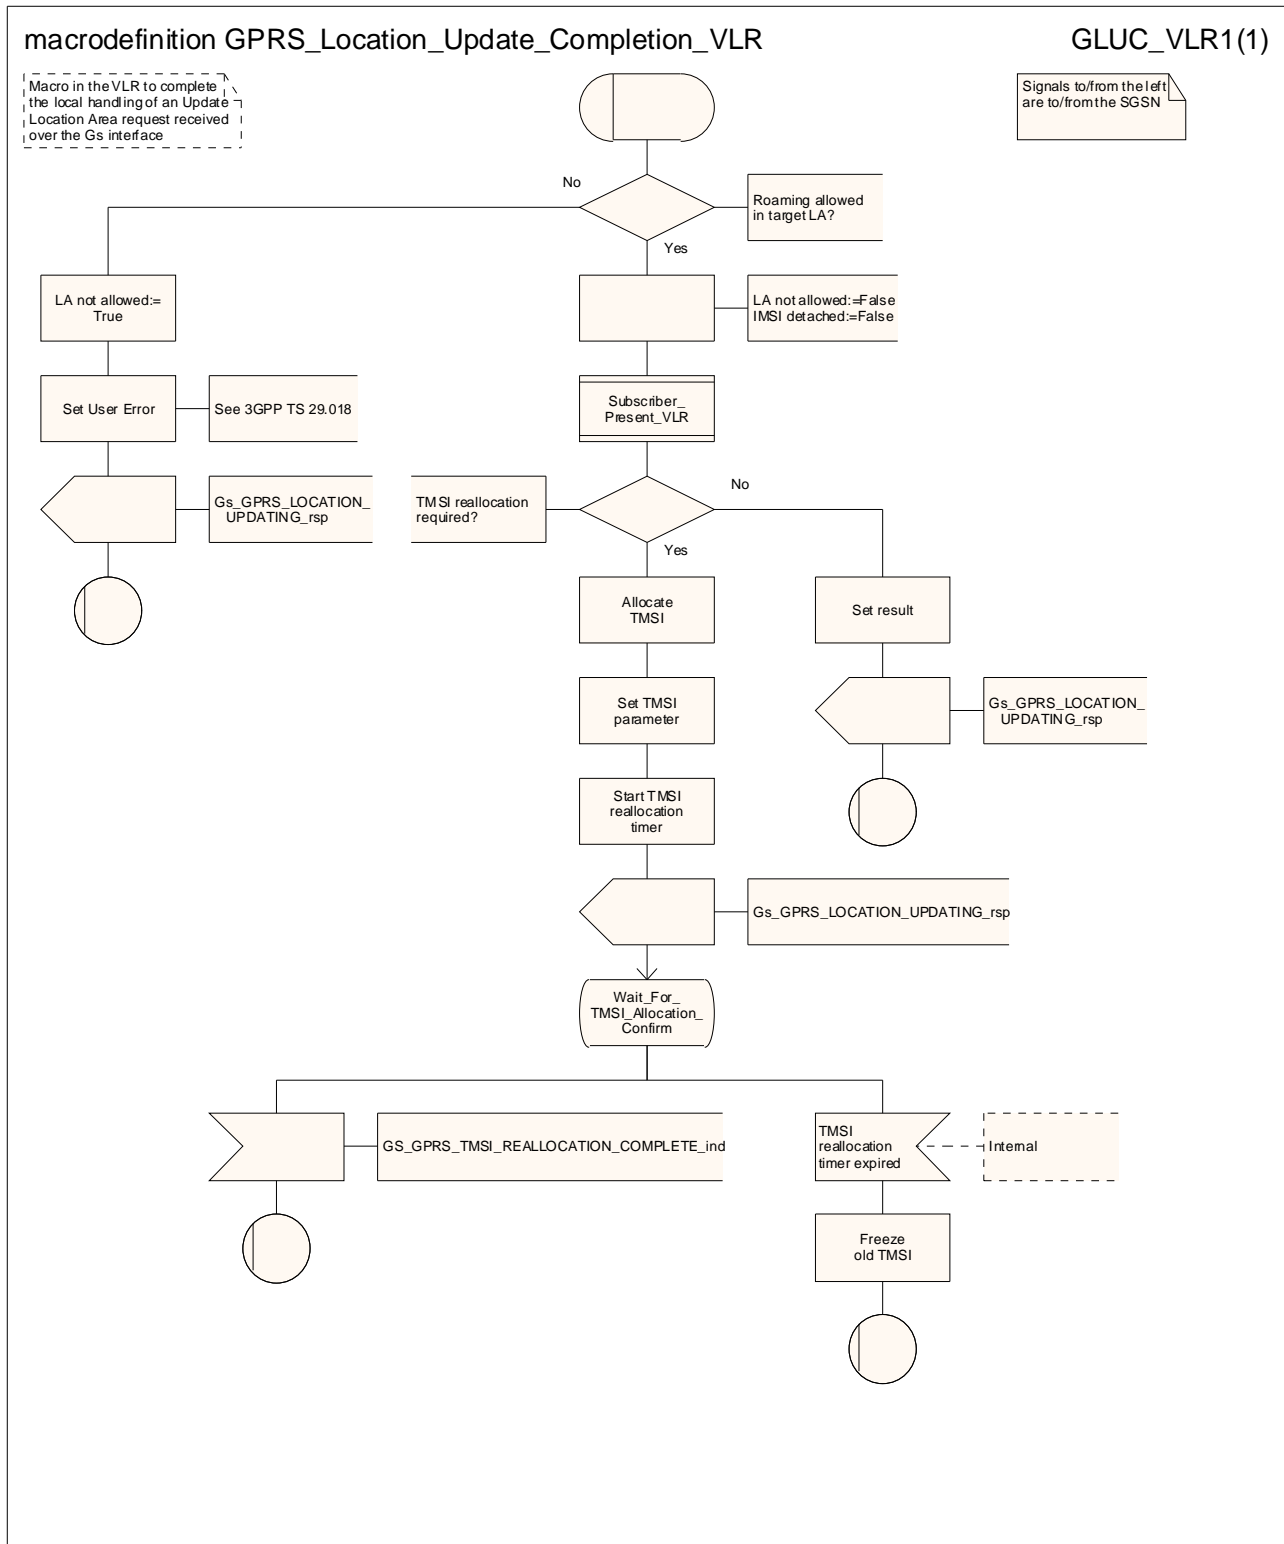 macrodefinition GPRS_Location_Update_Completion_VLR
GLUC_VLR1(1)
Macro in the VLR to complete
the local handling of an Update
Location Area request received
over the Gs interface
Signals to/from the left
are to/from the SGSN
No
Roaming allowed
in target LA?
Yes
LA not allowed:=
True
LA not allowed:=False
IMSI detached:=False
Set User Error
See 3GPP TS 29.018
Subscriber_
Present_VLR
Gs_GPRS_LOCATION_
UPDATING_rsp
TMSI reallocation
required?
No
Yes
Allocate
TMSI
Set result
Set TMSI
parameter
Gs_GPRS_LOCATION_
UPDATING_rsp
Start TMSI
reallocation
timer
Gs_GPRS_LOCATION_UPDATING_rsp
Wait_For_
TMSI_Allocation_
Confirm
GS_GPRS_TMSI_REALLOCATION_COMPLETE_ind
TMSI
reallocation
timer expired
Internal
Freeze
old TMSI